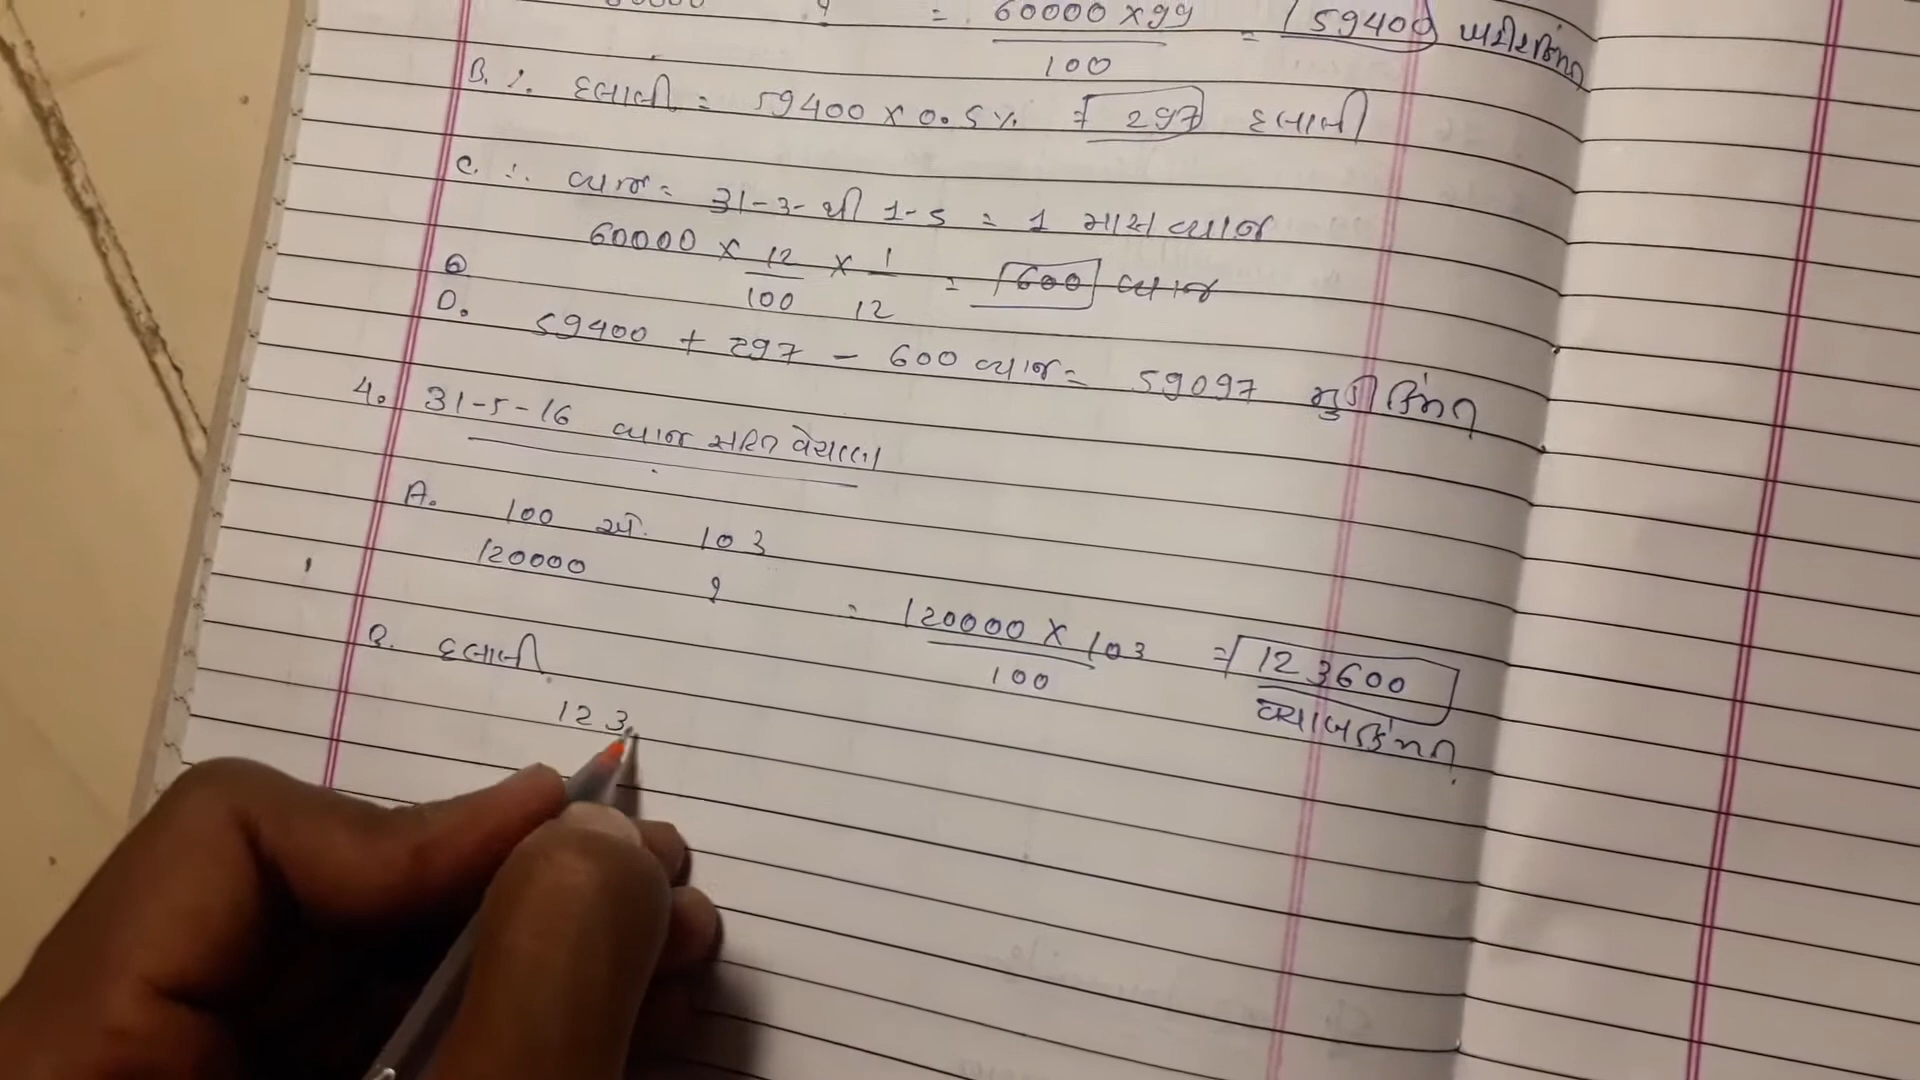 = 60000 × 99 / 100 = 59400 ખરીદકિંમત
B. ∴ દલાલી = 59400 × 0.5% = 297 દલાલી
C. ∴ વ્યાજ = 31-3- થી 1-5 = 1 માસ વ્યાજ
60000 × 12/100 × 1/12 = 600 વ્યાજ
D. 59400 + 297 - 600 વ્યાજ = 59097 મુડી કિંમત
4. 31-5-16 વ્યાજ સહિત વેચાણ
A. 100 એ. 103
120000 ? = 120000 × 103 / 100 = 123600
વેચાણકિંમત
B. દલાલી
123